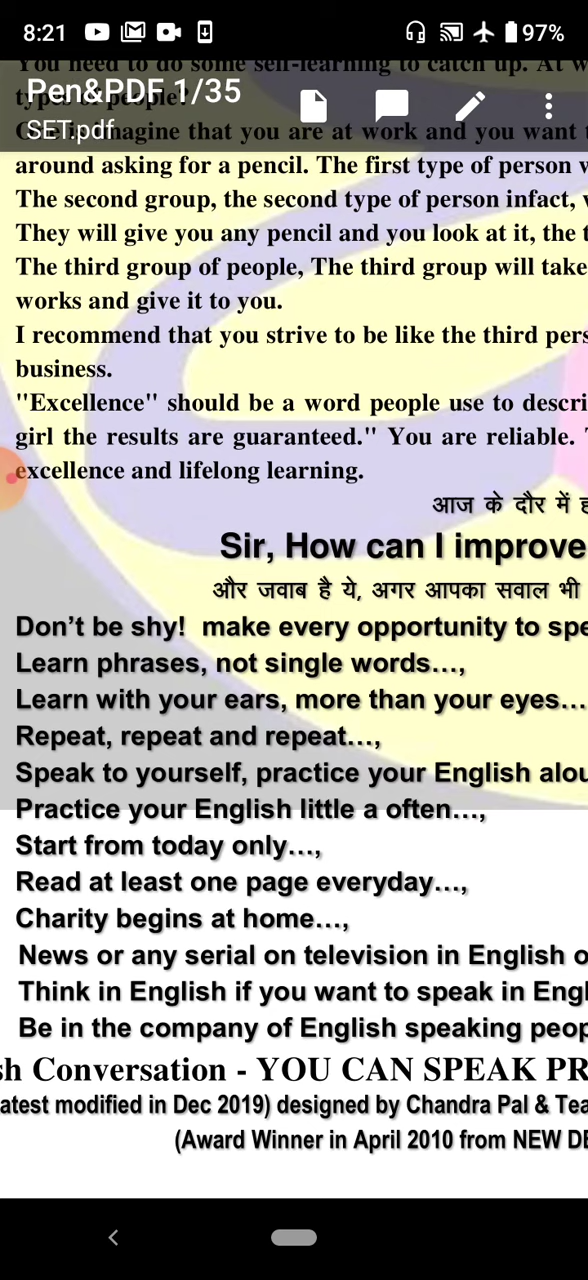 8:21 97%
You need to do some self-learning to catch up. At
Pen&PDF 1/35
types of people?
SET.pdf
imagine that you are at work and you want
around asking for a pencil. The first type of person
The second group, the second type of person infact,
They will give you any pencil and you look at it, the
The third group of people, The third group will take
works and give it to you.
I recommend that you strive to be like the third
business.
"Excellence" should be a word people use to
girl the results are guaranteed." You are reliable.
excellence and lifelong learning.
आज के दौर में
Sir, How can I improve
और जवाब है ये, अगर आपका सवाल भी
Don't be shy! make every opportunity to
Learn phrases, not single words...,
Learn with your ears, more than your eyes...
Repeat, repeat and repeat...,
Speak to yourself, practice your English
Practice your English little a often...,
Start from today only...,
Read at least one page everyday...,
Charity begins at home...,
News or any serial on television in English
Think in English if you want to speak in
Be in the company of English speaking
sh Conversation - YOU CAN SPEAK
atest modified in Dec 2019) designed by Chandra Pal &
(Award Winner in April 2010 from NEW